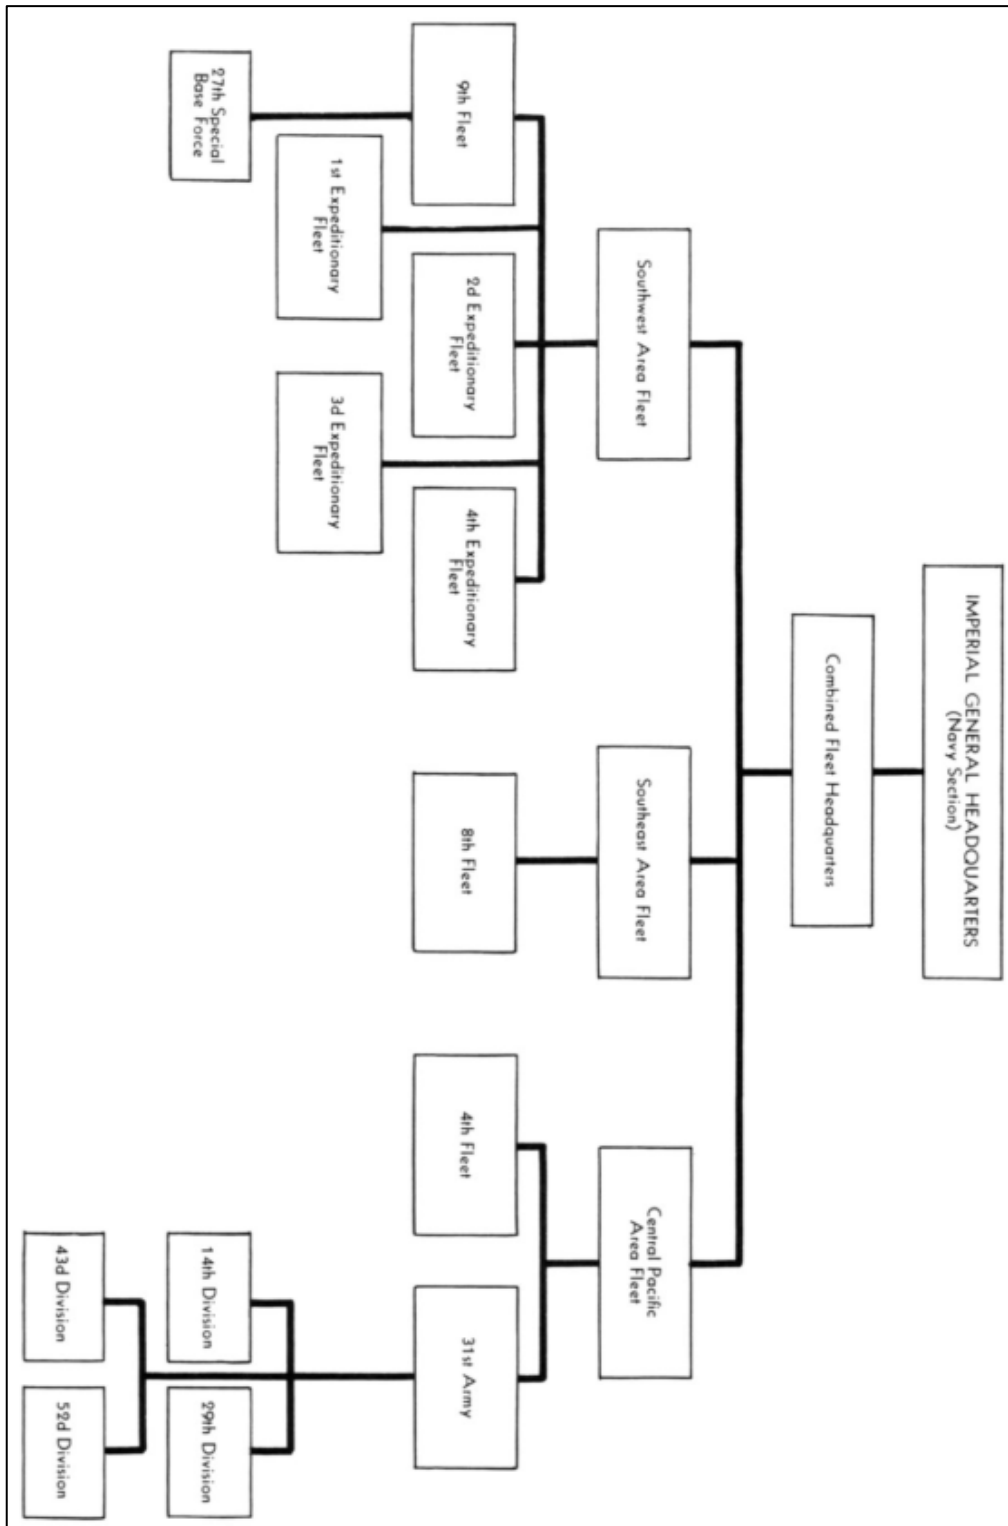 IMPERIAL GENERAL HEADQUARTERS
(Navy Section)
Combined Fleet Headquarters
Southwest Area Fleet
Southeast Area Fleet
Central Pacific
Area Fleet
9th Fleet
2d Expeditionary
Fleet
4th Expeditionary
Fleet
8th Fleet
4th Fleet
31st Army
1st Expeditionary
Fleet
3d Expeditionary
Fleet
27th Special
Base Force
14th Division
29th Division
43d Division
52d Division